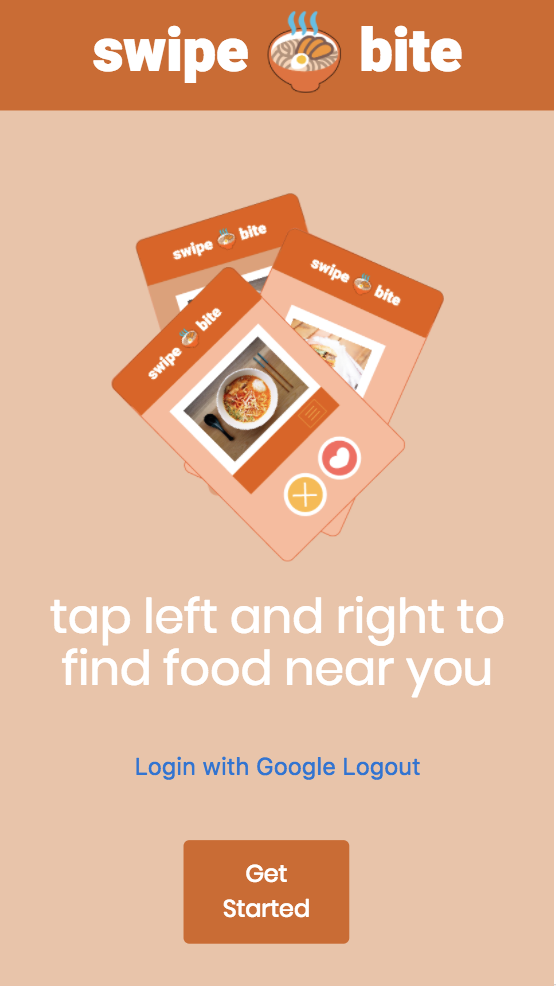 swipe bite
swipe bite
swipe bite
swipe bite
tap left and right to
find food near you
Login with Google Logout
Get
Started